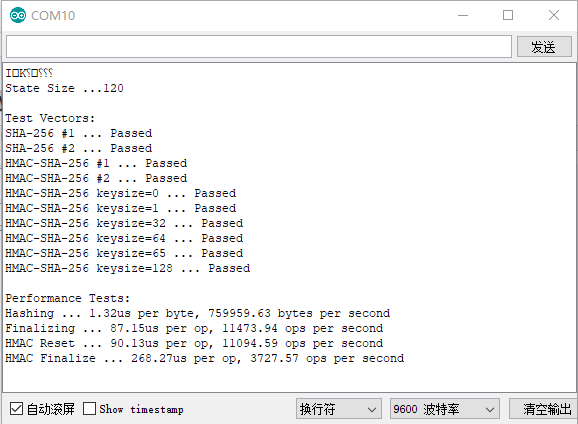 COM10
发送
State Size ...120
Test Vectors:
SHA-256 #1 ... Passed
SHA-256 #2 ... Passed
HMAC-SHA-256 #1 ... Passed
HMAC-SHA-256 #2 ... Passed
HMAC-SHA-256 keysize=0 ... Passed
HMAC-SHA-256 keysize=1 ... Passed
HMAC-SHA-256 keysize=32 ... Passed
HMAC-SHA-256 keysize=64 ... Passed
HMAC-SHA-256 keysize=65 ... Passed
HMAC-SHA-256 keysize=128 ... Passed
Performance Tests:
Hashing ... 1.32us per byte, 759959.63 bytes per second
Finalizing ... 87.15us per op, 11473.94 ops per second
HMAC Reset ... 90.13us per op, 11094.59 ops per second
HMAC Finalize ... 268.27us per op, 3727.57 ops per second
自动滚屏 Show timestamp 换行符 9600 波特率 清空输出